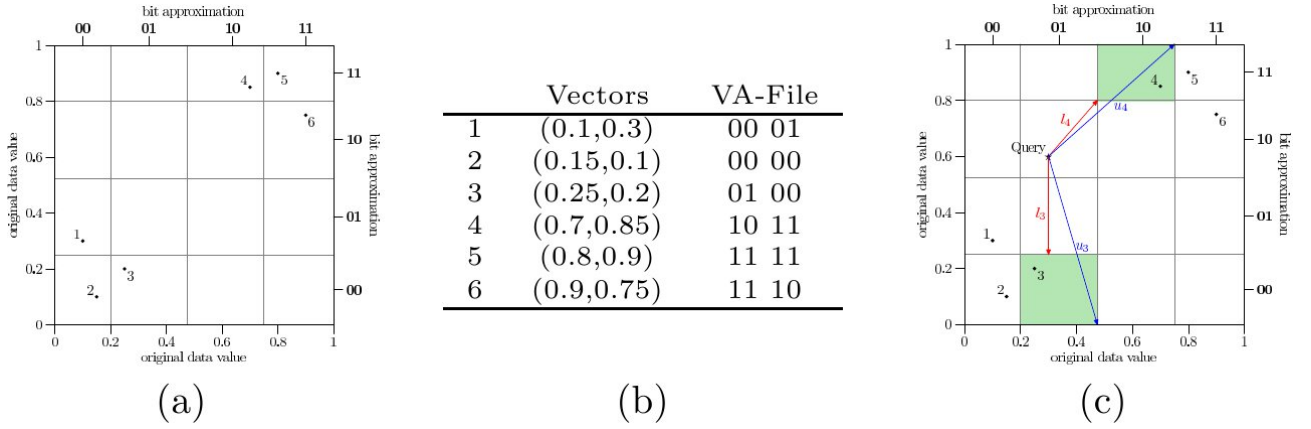 bit approximation
00 01 10 11
1
0.8
0.6
0.4
0.2
0
original data value
11
10
01
00
bit approximation
4
5
6
1
3
2
0 0.2 0.4 0.6 0.8 1
original data value
(a)
Vectors VA-File
1 (0.1,0.3) 00 01
2 (0.15,0.1) 00 00
3 (0.25,0.2) 01 00
4 (0.7,0.85) 10 11
5 (0.8,0.9) 11 11
6 (0.9,0.75) 11 10
(b)
bit approximation
00 01 10 11
1
0.8
0.6
0.4
0.2
0
original data value
11
10
01
00
bit approximation
4
5
6
u4
l4
Query
l3
u3
1
3
2
0 0.2 0.4 0.6 0.8 1
original data value
(c)